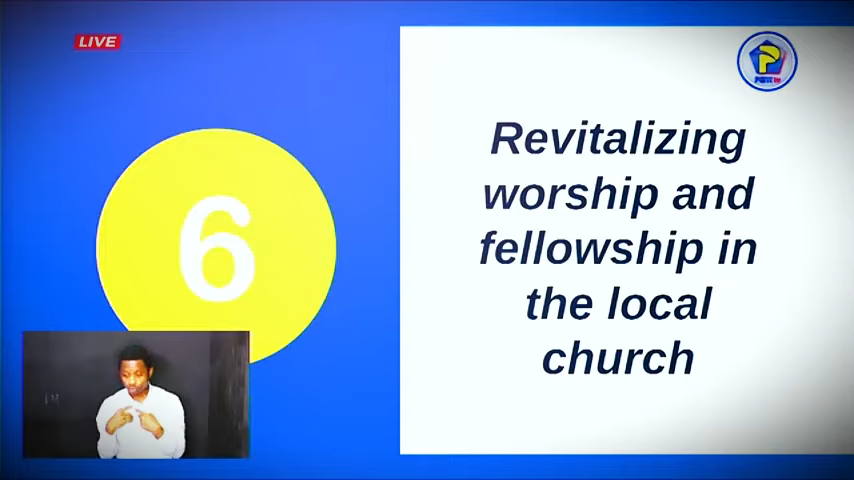 LIVE
6
Revitalizing
worship and
fellowship in
the local
church